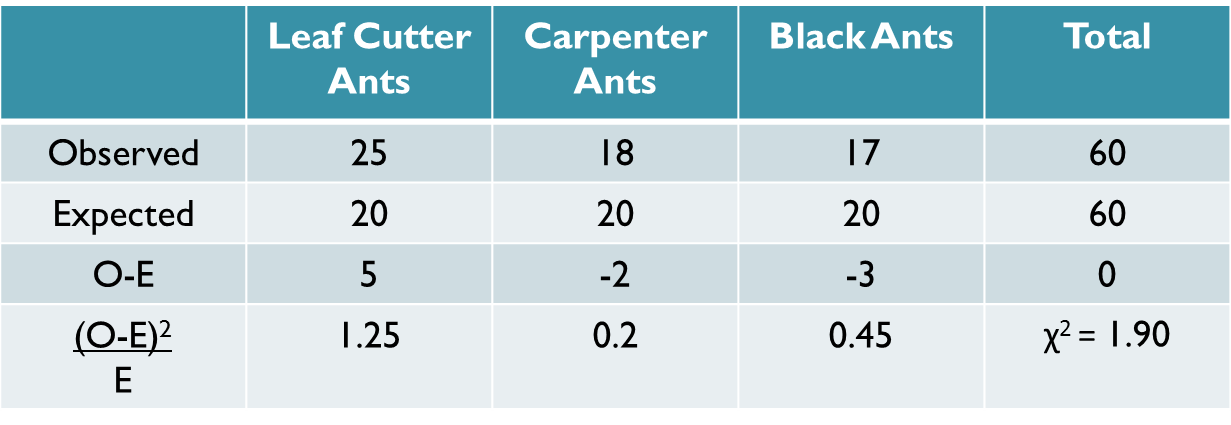 Leaf Cutter Ants Carpenter Ants Black Ants Total
Observed 25 18 17 60
Expected 20 20 20 60
O-E 5 -2 -3 0
(O-E)² 1.25 0.2 0.45 χ² = 1.90
E